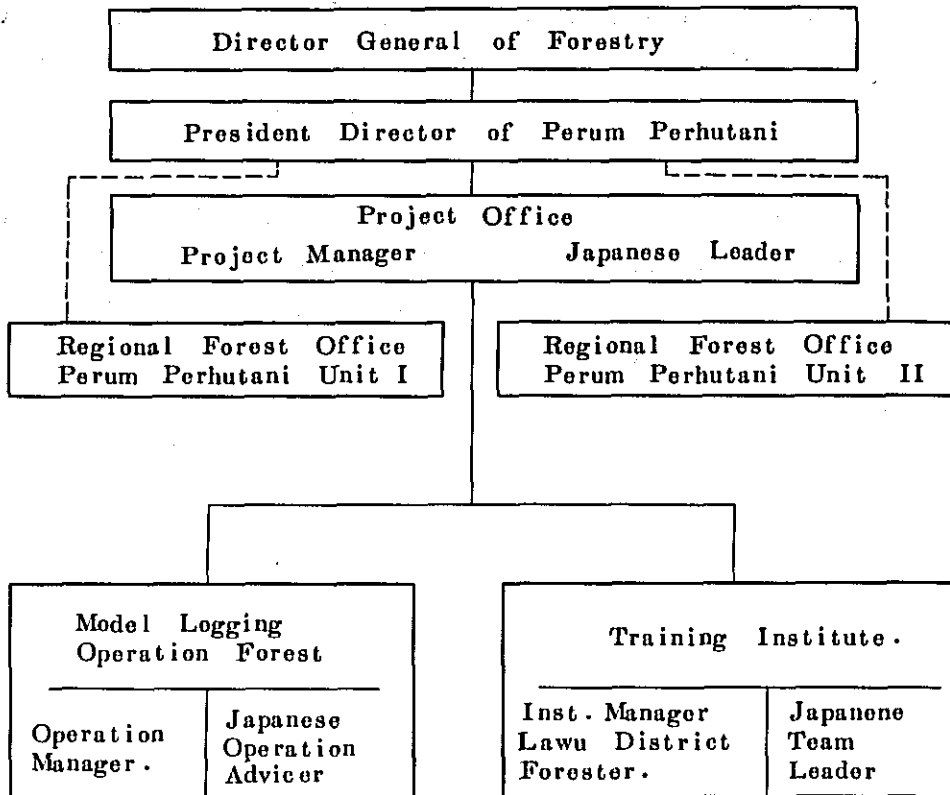 Director General of Forestry
President Director of Perum Perhutani
Project Office
Project Manager Japanese Leader
Regional Forest Office
Perum Perhutani Unit I
Regional Forest Office
Perum Perhutani Unit II
Model Logging
Operation Forest
Operation
Manager.
Japanese
Operation
Advicer
Training Institute.
Inst. Manager
Lawu District
Forester.
Japanene
Team
Leader